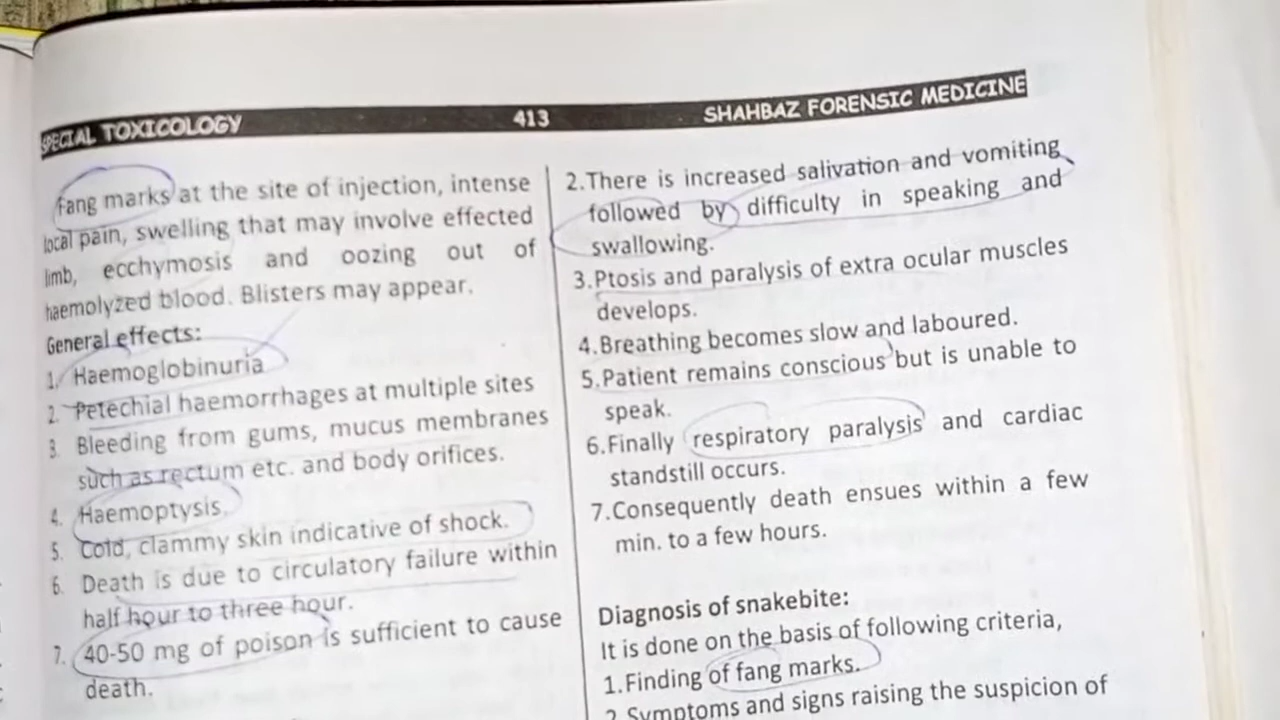 SPECIAL TOXICOLOGY
413
SHAHBAZ FORENSIC MEDICINE
Fang marks at the site of injection, intense
local pain, swelling that may involve effected
limb, ecchymosis and oozing out of
haemolyzed blood. Blisters may appear.
General effects:
1. Haemoglobinuria
2. Petechial haemorrhages at multiple sites
3. Bleeding from gums, mucus membranes
such as rectum etc. and body orifices.
4. Haemoptysis.
5. Cold, clammy skin indicative of shock.
6. Death is due to circulatory failure within
half hour to three hour.
7. 40-50 mg of poison is sufficient to cause
death.
2.There is increased salivation and vomiting
followed by difficulty in speaking and
swallowing.
3.Ptosis and paralysis of extra ocular muscles
develops.
4.Breathing becomes slow and laboured.
5.Patient remains conscious but is unable to
speak.
6.Finally respiratory paralysis and cardiac
standstill occurs.
7.Consequently death ensues within a few
min. to a few hours.
Diagnosis of snakebite:
It is done on the basis of following criteria,
1.Finding of fang marks.
2.Symptoms and signs raising the suspicion of